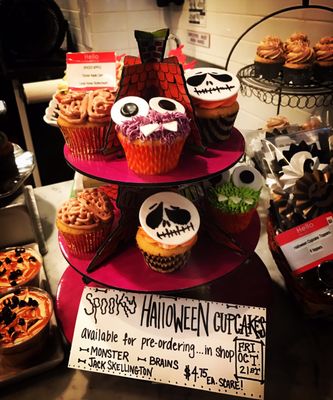 Hello
SPOOKY HALLOWEEN CUPCAKES
available for pre-ordering...in shop
FRI
OCT
21st
- MONSTER
- BRAINS
- JACK SKELLINGTON
$4.75 EA. SCARE!
Hello